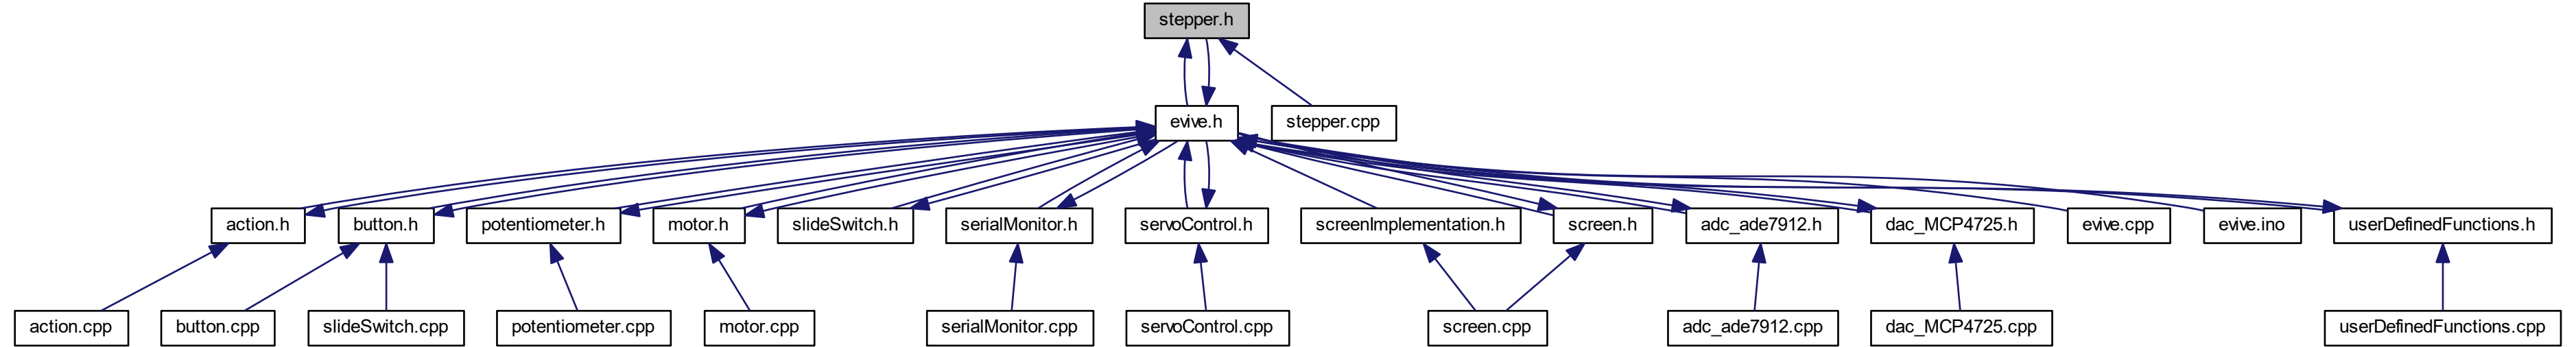 stepper.h
evive.h
stepper.cpp
action.h
button.h
potentiometer.h
motor.h
slideSwitch.h
serialMonitor.h
servoControl.h
screenImplementation.h
screen.h
adc_ade7912.h
dac_MCP4725.h
evive.cpp
evive.ino
userDefinedFunctions.h
action.cpp
button.cpp
slideSwitch.cpp
potentiometer.cpp
motor.cpp
serialMonitor.cpp
servoControl.cpp
screen.cpp
adc_ade7912.cpp
dac_MCP4725.cpp
userDefinedFunctions.cpp